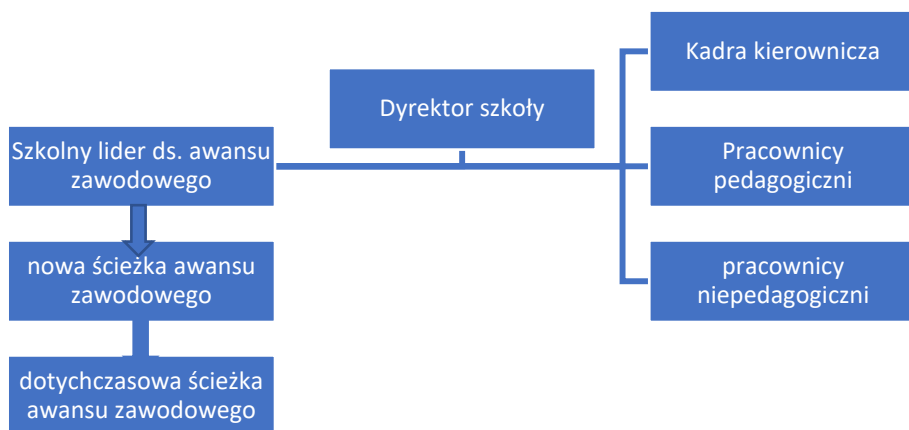 Dyrektor szkoły
Szkolny lider ds. awansu
zawodowego
nowa ścieżka awansu
zawodowego
dotychczasowa ścieżka
awansu zawodowego
Kadra kierownicza
Pracownicy
pedagogiczni
pracownicy
niepedagogiczni